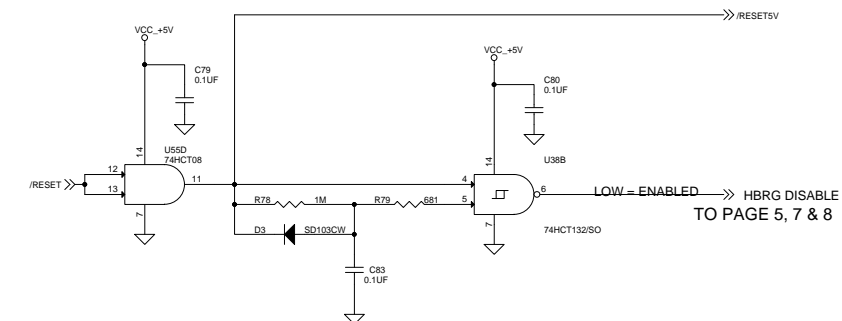 /RESET5V
VCC_+5V
VCC_+5V
C79
0.1UF
C80
0.1UF
14
U55D
74HCT08
14
U38B
/RESET
12
13
11
7
4
5
6
LOW = ENABLED
HBRG DISABLE
TO PAGE 5, 7 & 8
R78
1M
R79
681
7
74HCT132/SO
D3
SD103CW
C83
0.1UF